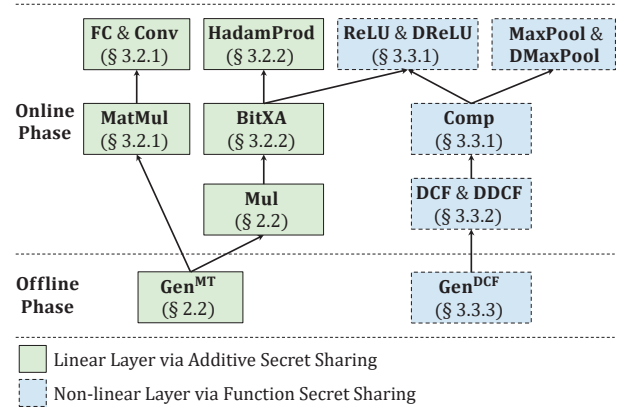 FC & Conv
(§ 3.2.1)
HadamProd
(§ 3.2.2)
ReLU & DReLU
(§ 3.3.1)
MaxPool &
DMaxPool
Online
Phase
MatMul
(§ 3.2.1)
BitXA
(§ 3.2.2)
Comp
(§ 3.3.1)
Mul
(§ 2.2)
DCF & DDCF
(§ 3.3.2)
Offline
Phase
Gen^MT
(§ 2.2)
Gen^DCF
(§ 3.3.3)
Linear Layer via Additive Secret Sharing
Non-linear Layer via Function Secret Sharing